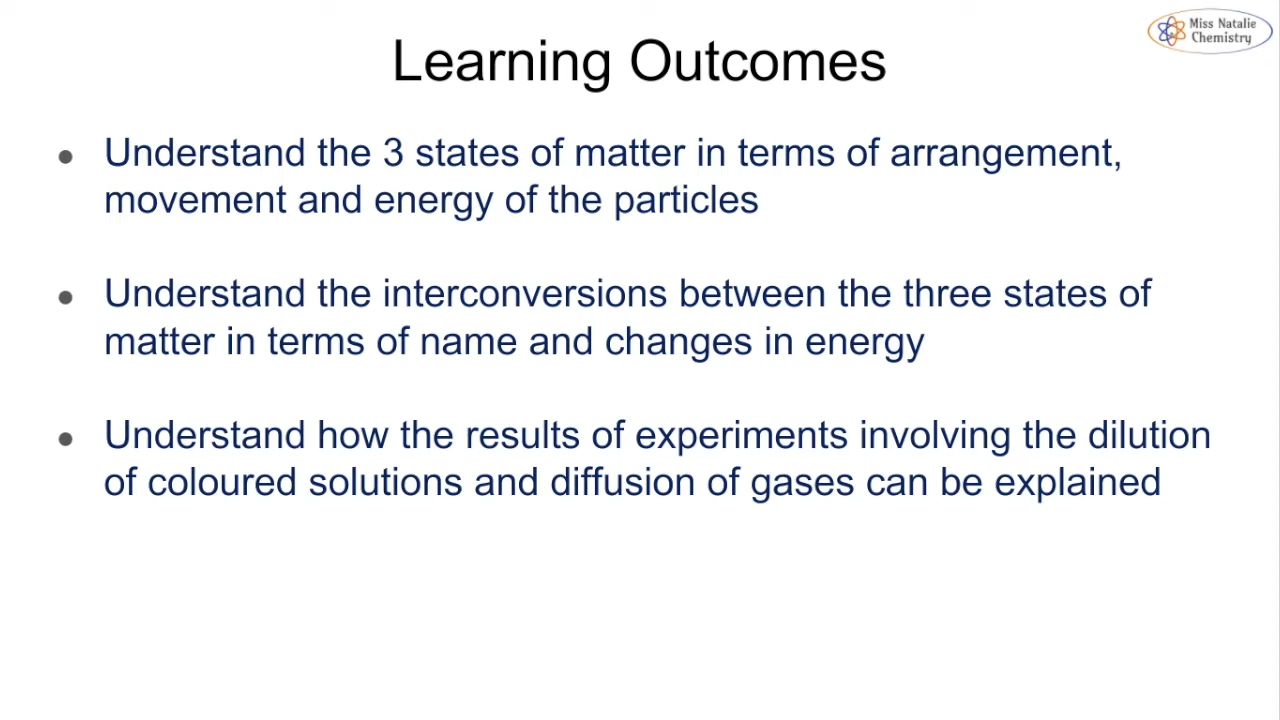 Miss Natalie
Chemistry
Learning Outcomes
● Understand the 3 states of matter in terms of arrangement,
movement and energy of the particles
● Understand the interconversions between the three states of
matter in terms of name and changes in energy
● Understand how the results of experiments involving the dilution
of coloured solutions and diffusion of gases can be explained